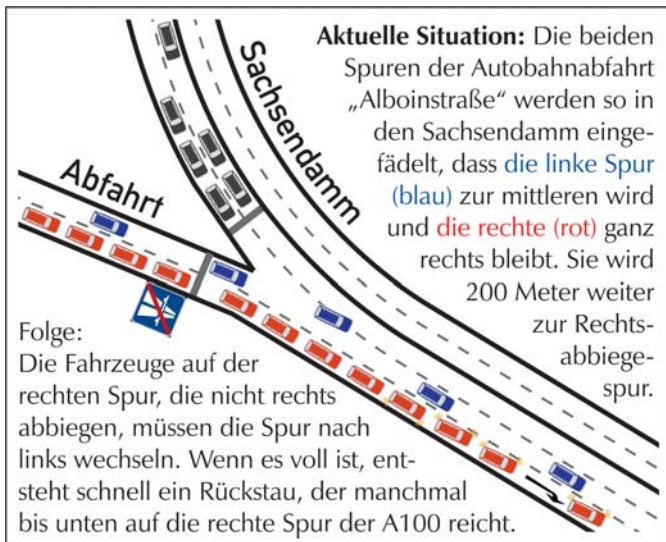 Aktuelle Situation: Die beiden
Spuren der Autobahnabfahrt
„Alboinstraße“ werden so in
den Sachsendamm einge-
fädelt, dass die linke Spur
(blau) zur mittleren wird
und die rechte (rot) ganz
rechts bleibt. Sie wird
200 Meter weiter
zur Rechts-
abbiege-
spur.
Sachsendamm
Abfahrt
Folge:
Die Fahrzeuge auf der
rechten Spur, die nicht rechts
abbiegen, müssen die Spur nach
links wechseln. Wenn es voll ist, ent-
steht schnell ein Rückstau, der manchmal
bis unten auf die rechte Spur der A100 reicht.